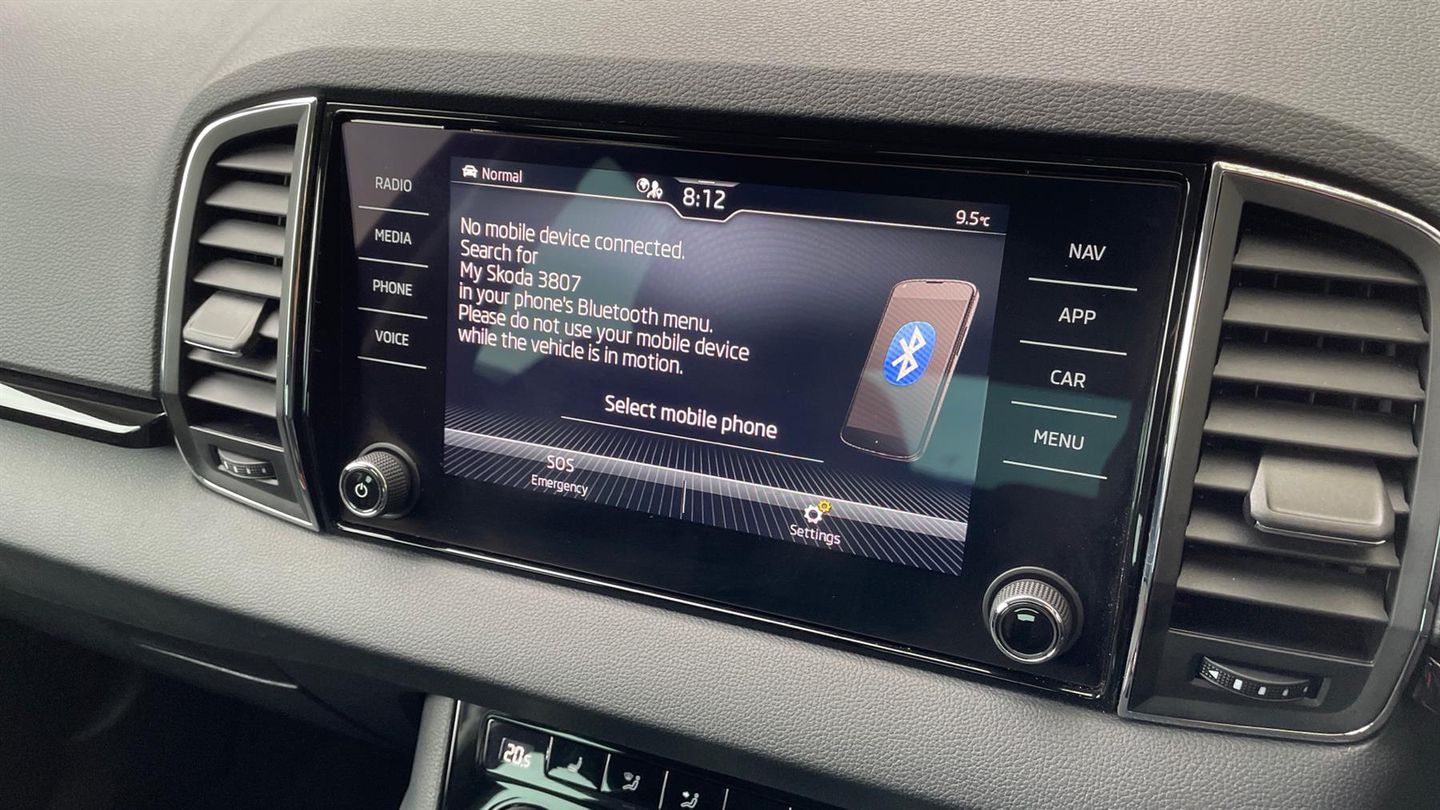 RADIO
MEDIA
PHONE
VOICE
Normal
8:12
9.5°C
No mobile device connected.
Search for
My Skoda 3807
in your phone's Bluetooth menu.
Please do not use your mobile device
while the vehicle is in motion.
Select mobile phone
SOS
Emergency
Settings
NAV
APP
CAR
MENU
20.5